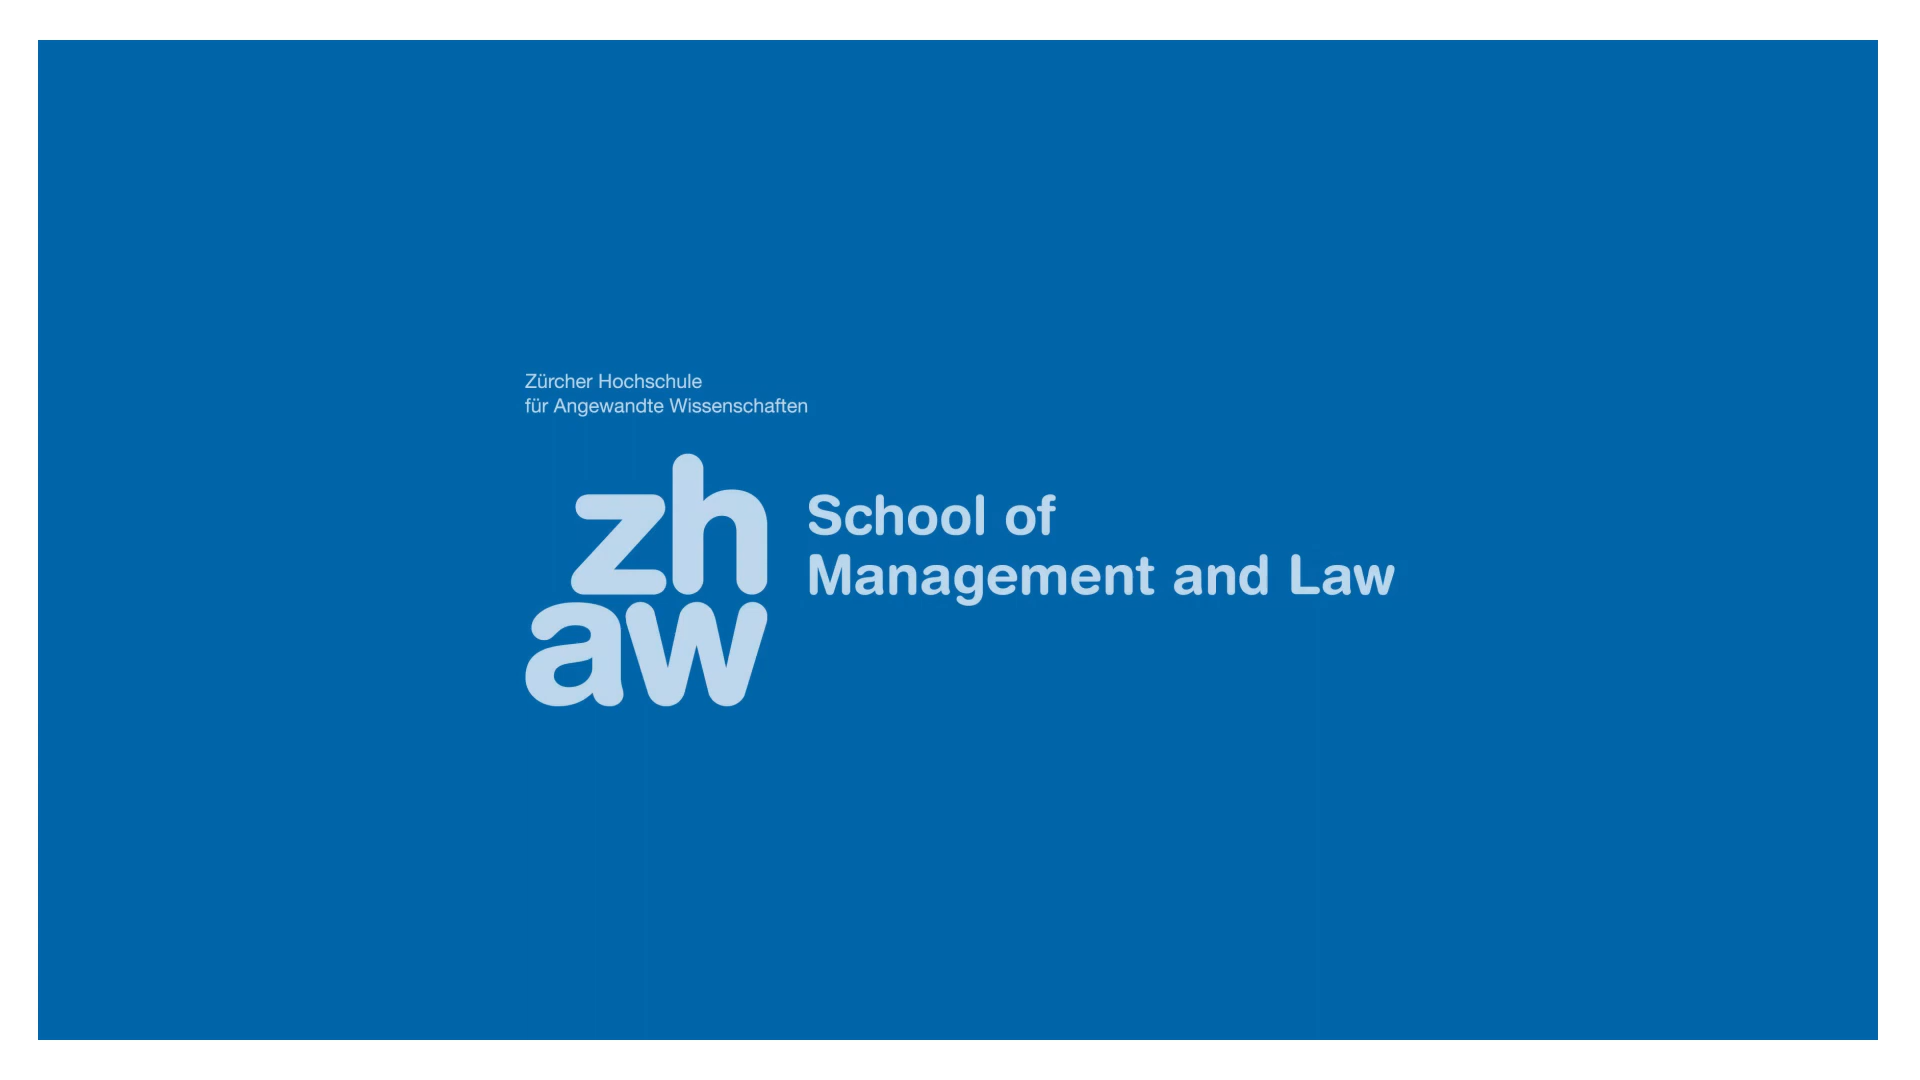 Zürcher Hochschule
für Angewandte Wissenschaften
zh
aw
School of
Management and Law